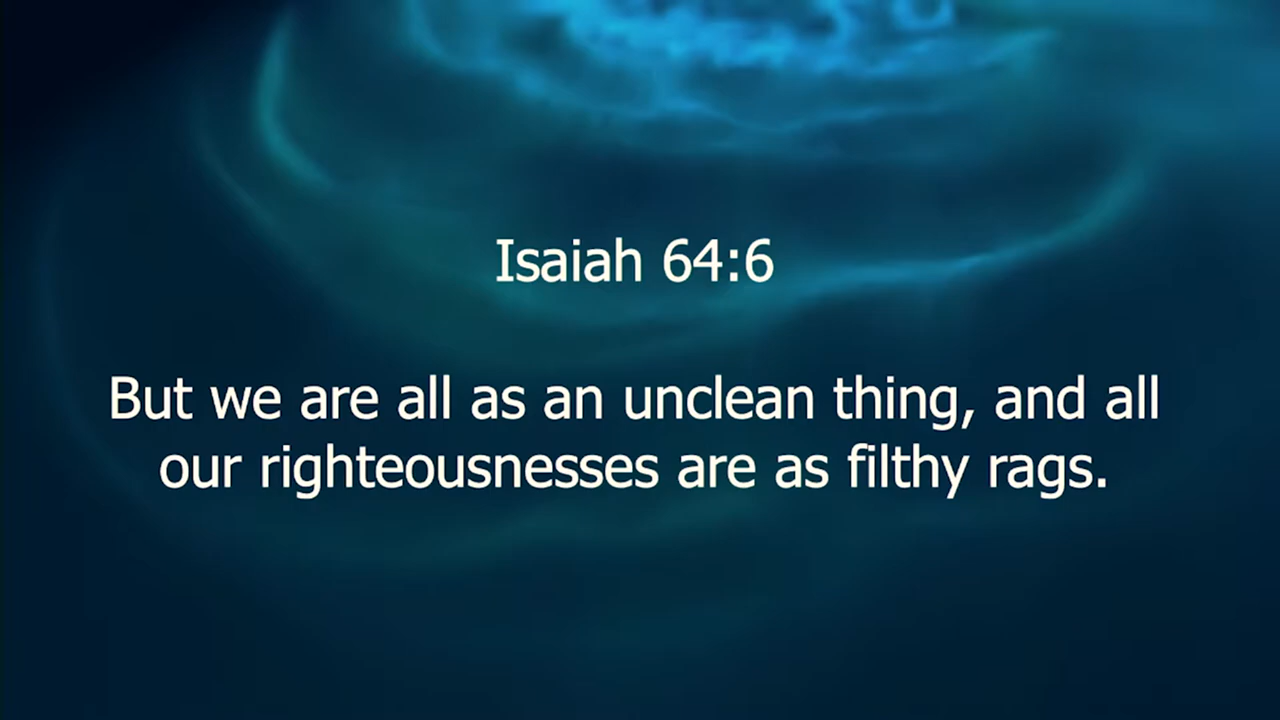 Isaiah 64:6
But we are all as an unclean thing, and all
our righteousnesses are as filthy rags.